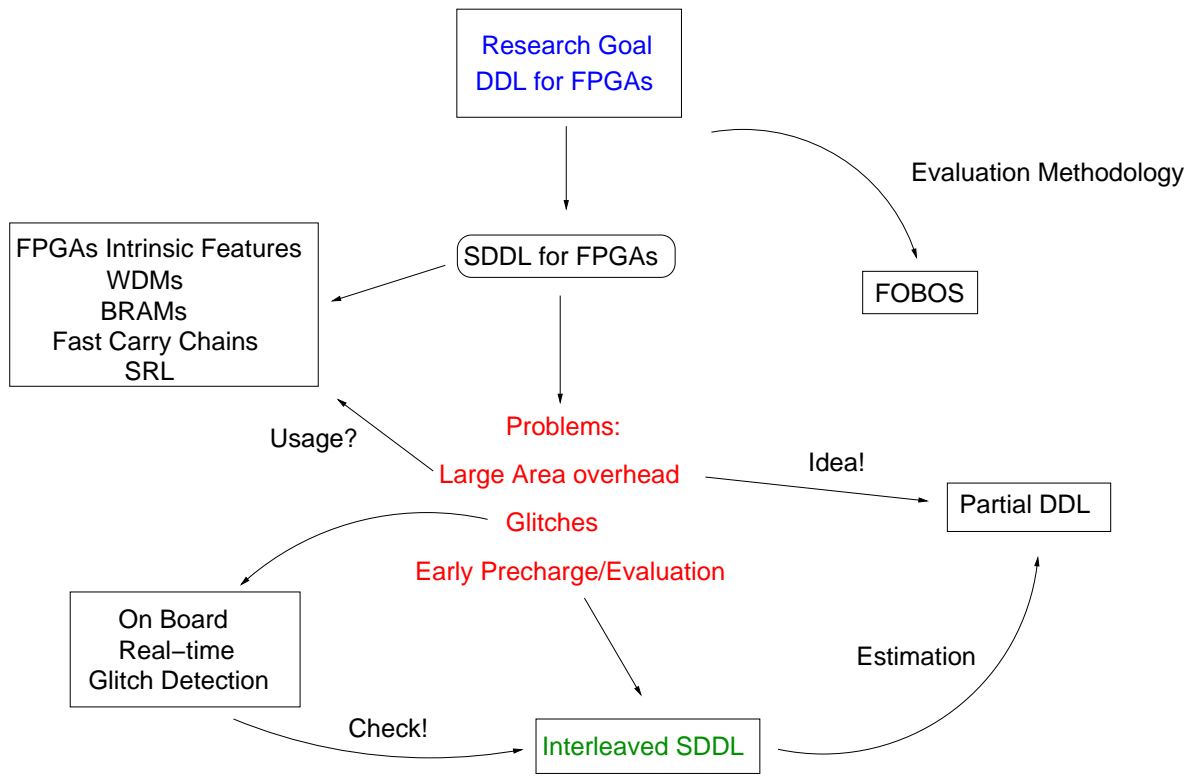 Research Goal
DDL for FPGAs
Evaluation Methodology
FPGAs Intrinsic Features
WDMs
BRAMs
Fast Carry Chains
SRL
SDDL for FPGAs
FOBOS
Usage?
Problems:
Large Area overhead
Glitches
Early Precharge/Evaluation
Idea!
Partial DDL
On Board
Real−time
Glitch Detection
Estimation
Check!
Interleaved SDDL